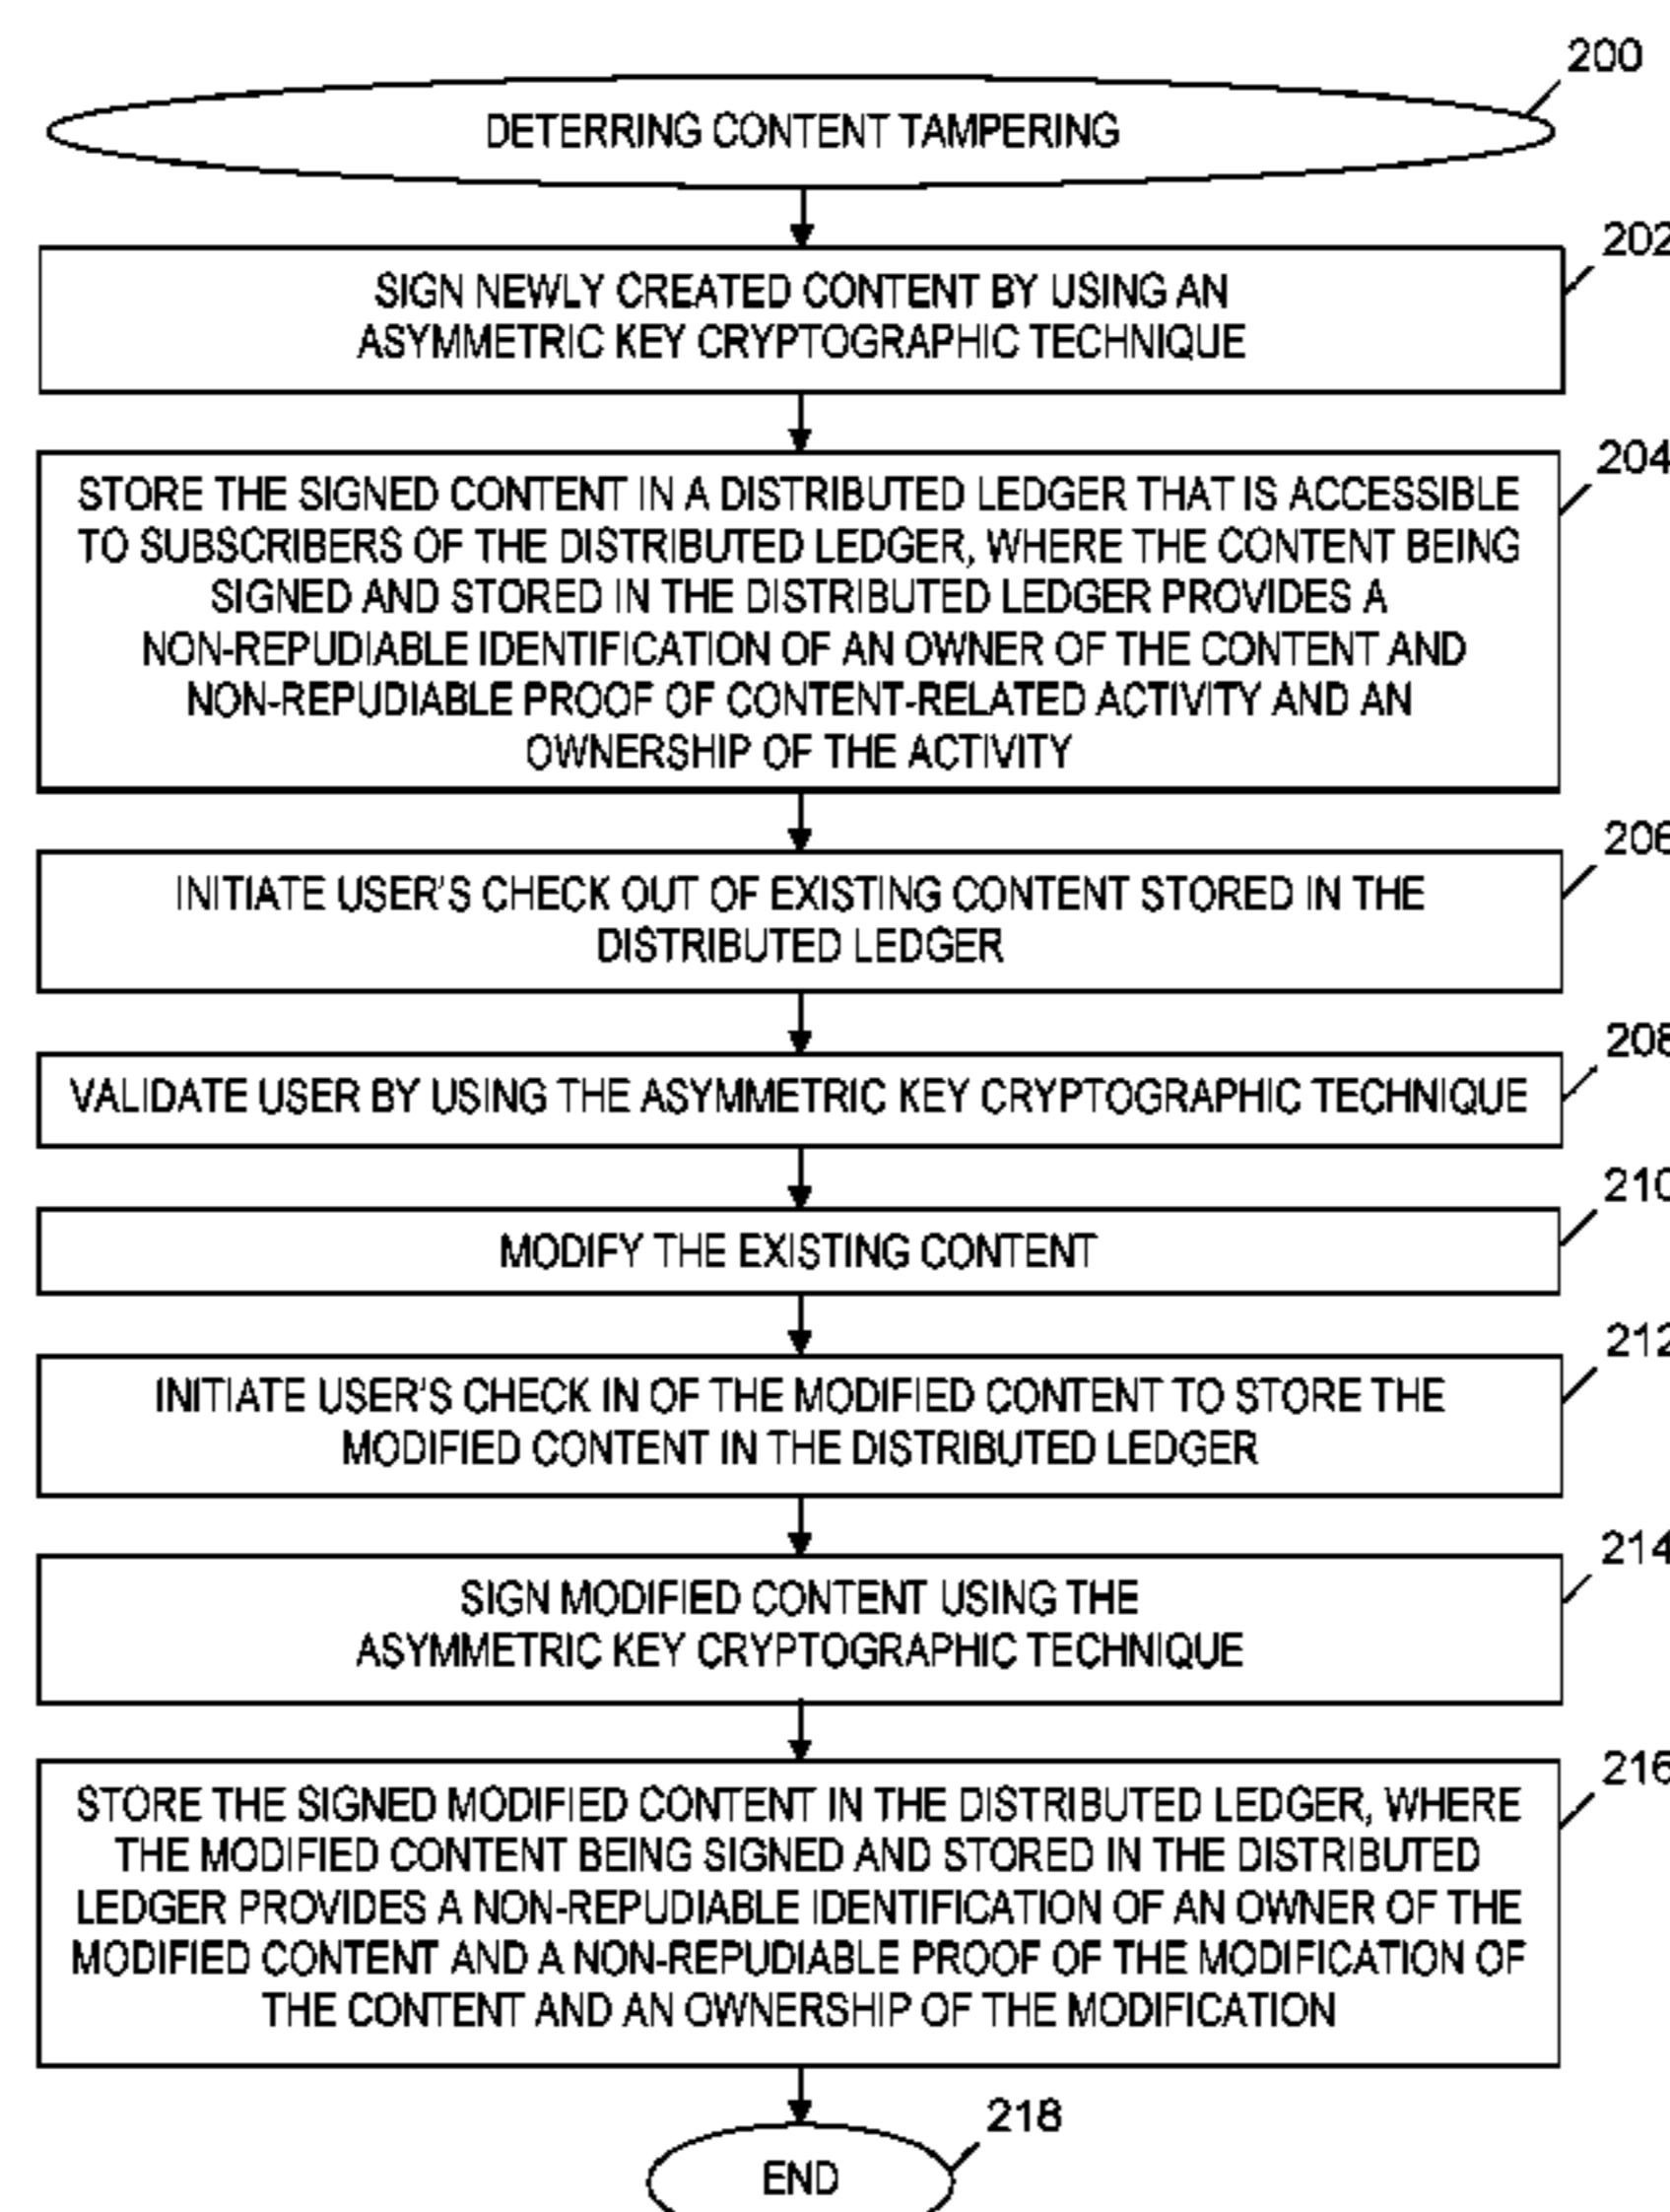 200
DETERRING CONTENT TAMPERING
202
SIGN NEWLY CREATED CONTENT BY USING AN
ASYMMETRIC KEY CRYPTOGRAPHIC TECHNIQUE
204
STORE THE SIGNED CONTENT IN A DISTRIBUTED LEDGER THAT IS ACCESSIBLE
TO SUBSCRIBERS OF THE DISTRIBUTED LEDGER, WHERE THE CONTENT BEING
SIGNED AND STORED IN THE DISTRIBUTED LEDGER PROVIDES A
NON-REPUDIABLE IDENTIFICATION OF AN OWNER OF THE CONTENT AND
NON-REPUDIABLE PROOF OF CONTENT-RELATED ACTIVITY AND AN
OWNERSHIP OF THE ACTIVITY
206
INITIATE USER'S CHECK OUT OF EXISTING CONTENT STORED IN THE
DISTRIBUTED LEDGER
208
VALIDATE USER BY USING THE ASYMMETRIC KEY CRYPTOGRAPHIC TECHNIQUE
210
MODIFY THE EXISTING CONTENT
212
INITIATE USER'S CHECK IN OF THE MODIFIED CONTENT TO STORE THE
MODIFIED CONTENT IN THE DISTRIBUTED LEDGER
214
SIGN MODIFIED CONTENT USING THE
ASYMMETRIC KEY CRYPTOGRAPHIC TECHNIQUE
216
STORE THE SIGNED MODIFIED CONTENT IN THE DISTRIBUTED LEDGER, WHERE
THE MODIFIED CONTENT BEING SIGNED AND STORED IN THE DISTRIBUTED
LEDGER PROVIDES A NON-REPUDIABLE IDENTIFICATION OF AN OWNER OF THE
MODIFIED CONTENT AND A NON-REPUDIABLE PROOF OF THE MODIFICATION OF
THE CONTENT AND AN OWNERSHIP OF THE MODIFICATION
218
END